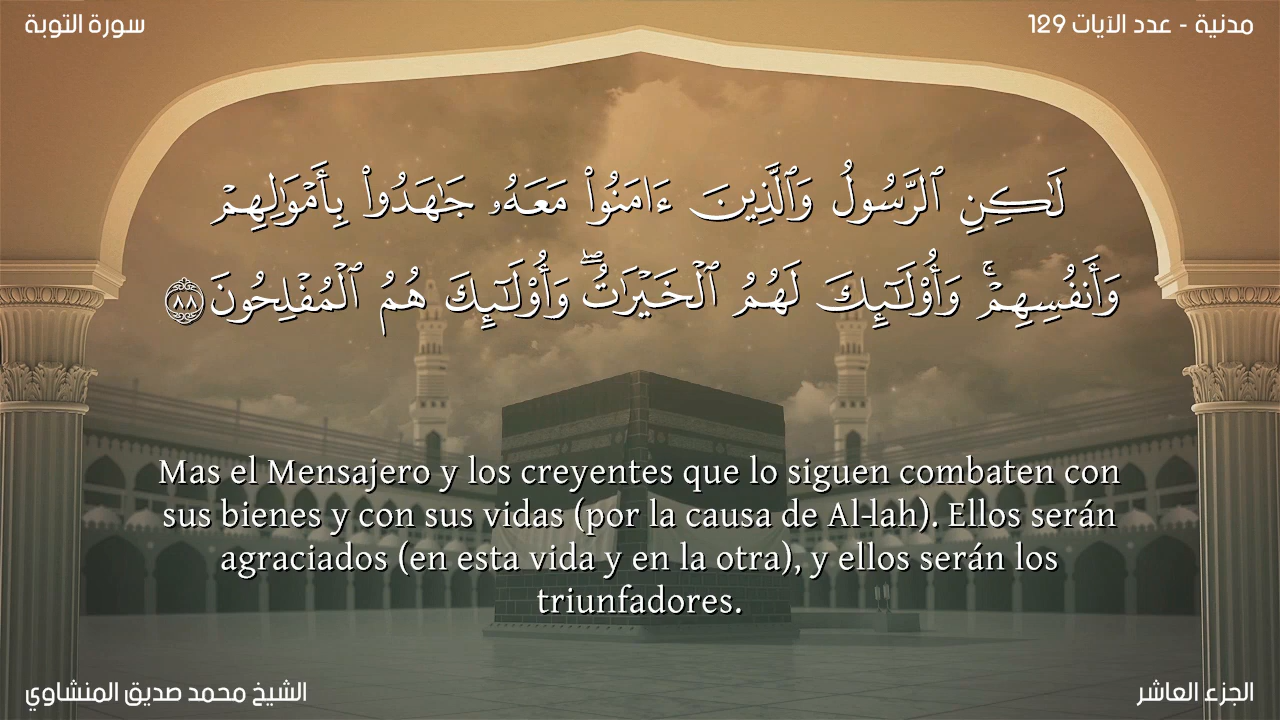 سورة التوبة
مدنية - عدد الآيات 129
لَٰكِنِ ٱلرَّسُولُ وَٱلَّذِينَ ءَامَنُوا۟ مَعَهُۥ جَٰهَدُوا۟ بِأَمْوَٰلِهِمْ
وَأَنفُسِهِمْ ۚ وَأُو۟لَٰٓئِكَ لَهُمُ ٱلْخَيْرَٰتُ ۖ وَأُو۟لَٰٓئِكَ هُمُ ٱلْمُفْلِحُونَ ٨٨
Mas el Mensajero y los creyentes que lo siguen combaten con
sus bienes y con sus vidas (por la causa de Al-lah). Ellos serán
agraciados (en esta vida y en la otra), y ellos serán los
triunfadores.
الشيخ محمد صديق المنشاوي
الجزء العاشر